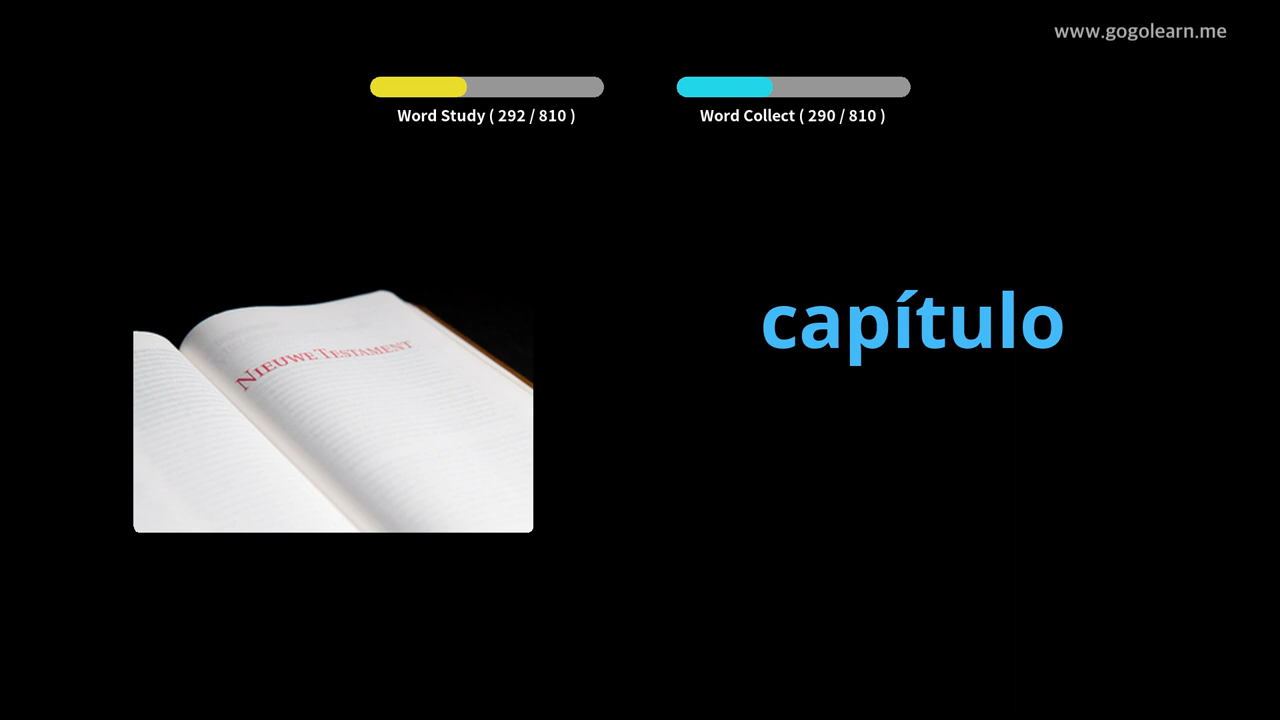 www.gogolearn.me
Word Study ( 292 / 810 )
Word Collect ( 290 / 810 )
capítulo
NIEUWE TESTAMENT